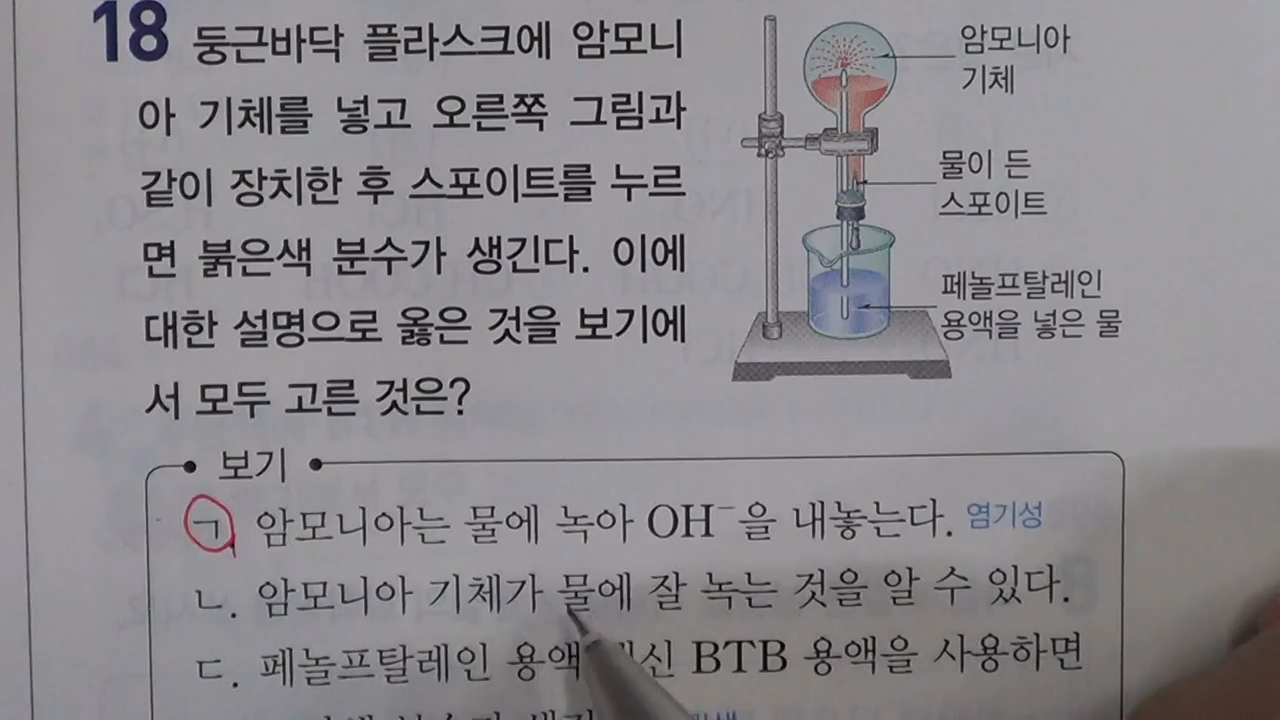 18 둥근바닥 플라스크에 암모니
아 기체를 넣고 오른쪽 그림과
같이 장치한 후 스포이트를 누르
면 붉은색 분수가 생긴다. 이에
대한 설명으로 옳은 것을 보기에
서 모두 고른 것은?
암모니아
기체
물이 든
스포이트
페놀프탈레인
용액을 넣은 물
보기
ㄱ. 암모니아는 물에 녹아 OH⁻을 내놓는다. 염기성
ㄴ. 암모니아 기체가 물에 잘 녹는 것을 알 수 있다.
ㄷ. 페놀프탈레인 용액 BTB 용액을 사용하면